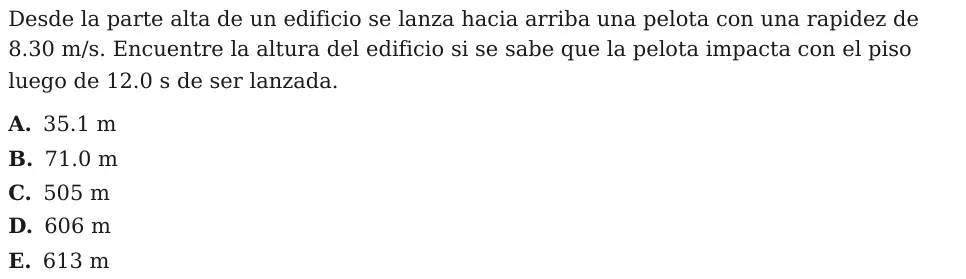 Desde la parte alta de un edificio se lanza hacia arriba una pelota con una rapidez de
8.30 m/s. Encuentre la altura del edificio si se sabe que la pelota impacta con el piso
luego de 12.0 s de ser lanzada.
A. 35.1 m
B. 71.0 m
C. 505 m
D. 606 m
E. 613 m